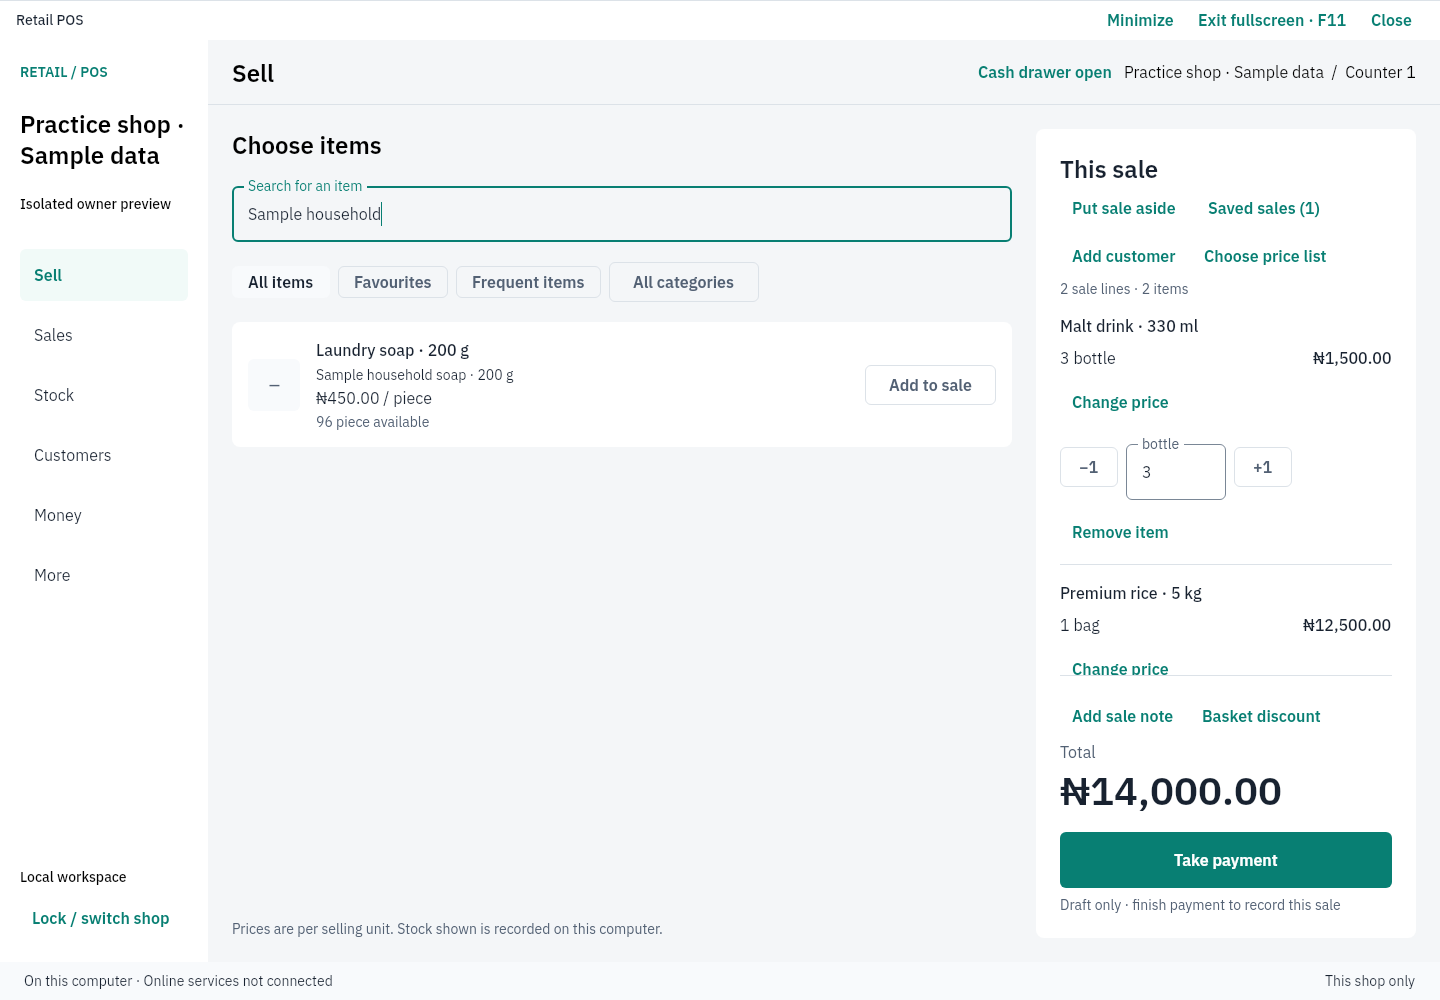 Retail POS
Minimize
Exit fullscreen · F11
Close
RETAIL / POS
Practice shop ·
Sample data
Isolated owner preview
Sell
Sales
Stock
Customers
Money
More
Local workspace
Lock / switch shop
Sell
Cash drawer open
Practice shop · Sample data / Counter 1
Choose items
Search for an item
Sample household
All items
Favourites
Frequent items
All categories
–
Laundry soap · 200 g
Sample household soap · 200 g
₦450.00 / piece
96 piece available
Add to sale
Prices are per selling unit. Stock shown is recorded on this computer.
This sale
Put sale aside
Saved sales (1)
Add customer
Choose price list
2 sale lines · 2 items
Malt drink · 330 ml
3 bottle
₦1,500.00
Change price
−1
bottle
3
+1
Remove item
Premium rice · 5 kg
1 bag
₦12,500.00
Change price
Add sale note
Basket discount
Total
₦14,000.00
Take payment
Draft only · finish payment to record this sale
On this computer · Online services not connected
This shop only